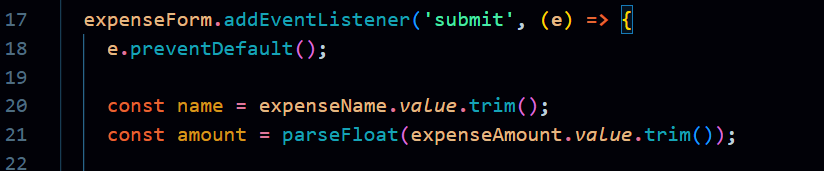 17 expenseForm.addEventListener('submit', (e) => {
18 e.preventDefault();
19
20 const name = expenseName.value.trim();
21 const amount = parseFloat(expenseAmount.value.trim());
22